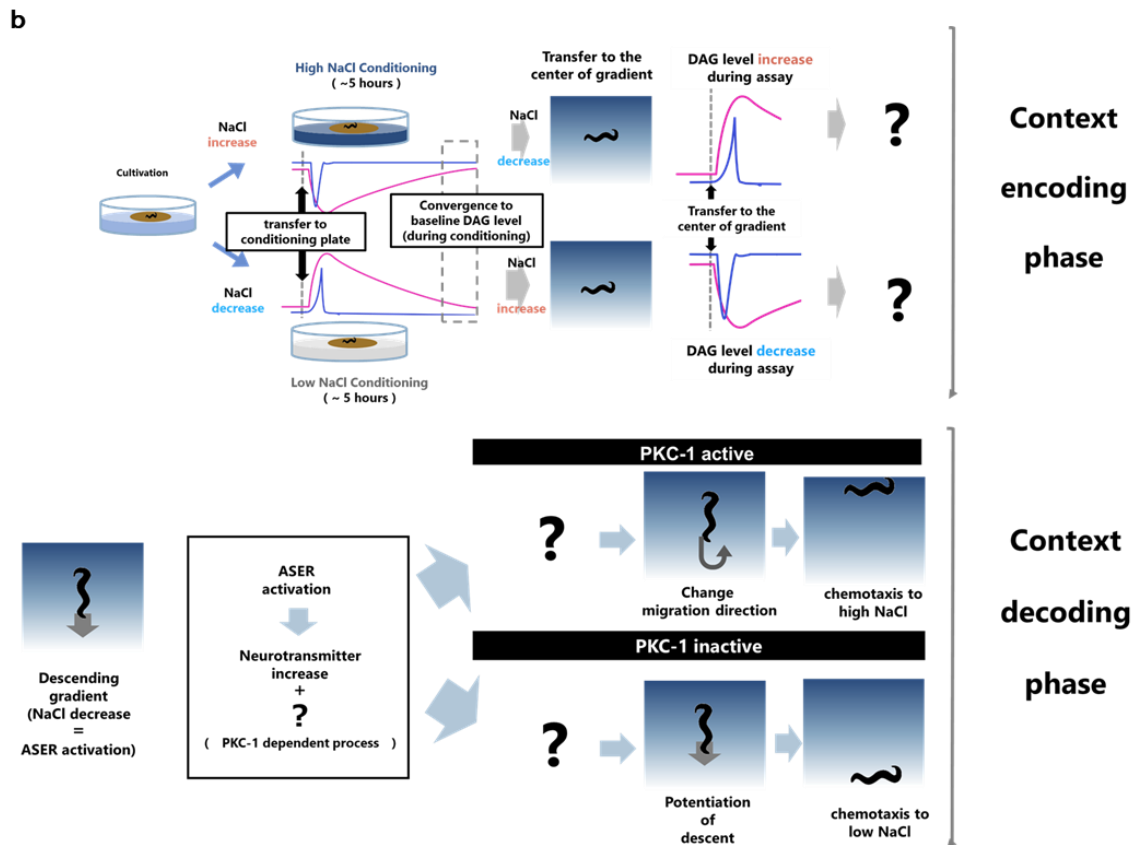 b
High NaCl Conditioning
( ~5 hours )
Transfer to the
center of gradient
DAG level increase
during assay
NaCl
increase
NaCl
decrease
?
Context
encoding
phase
Cultivation
transfer to
conditioning plate
Convergence to
baseline DAG level
(during conditioning)
Transfer to the
center of gradient
NaCl
decrease
NaCl
increase
?
DAG level decrease
during assay
Low NaCl Conditioning
( ~ 5 hours )
PKC-1 active
?
Change
migration direction
chemotaxis to
high NaCl
Context
decoding
phase
ASER
activation
Neurotransmitter
increase
+
?
( PKC-1 dependent process )
Descending
gradient
(NaCl decrease
=
ASER activation)
PKC-1 inactive
?
Potentiation
of
descent
chemotaxis to
low NaCl